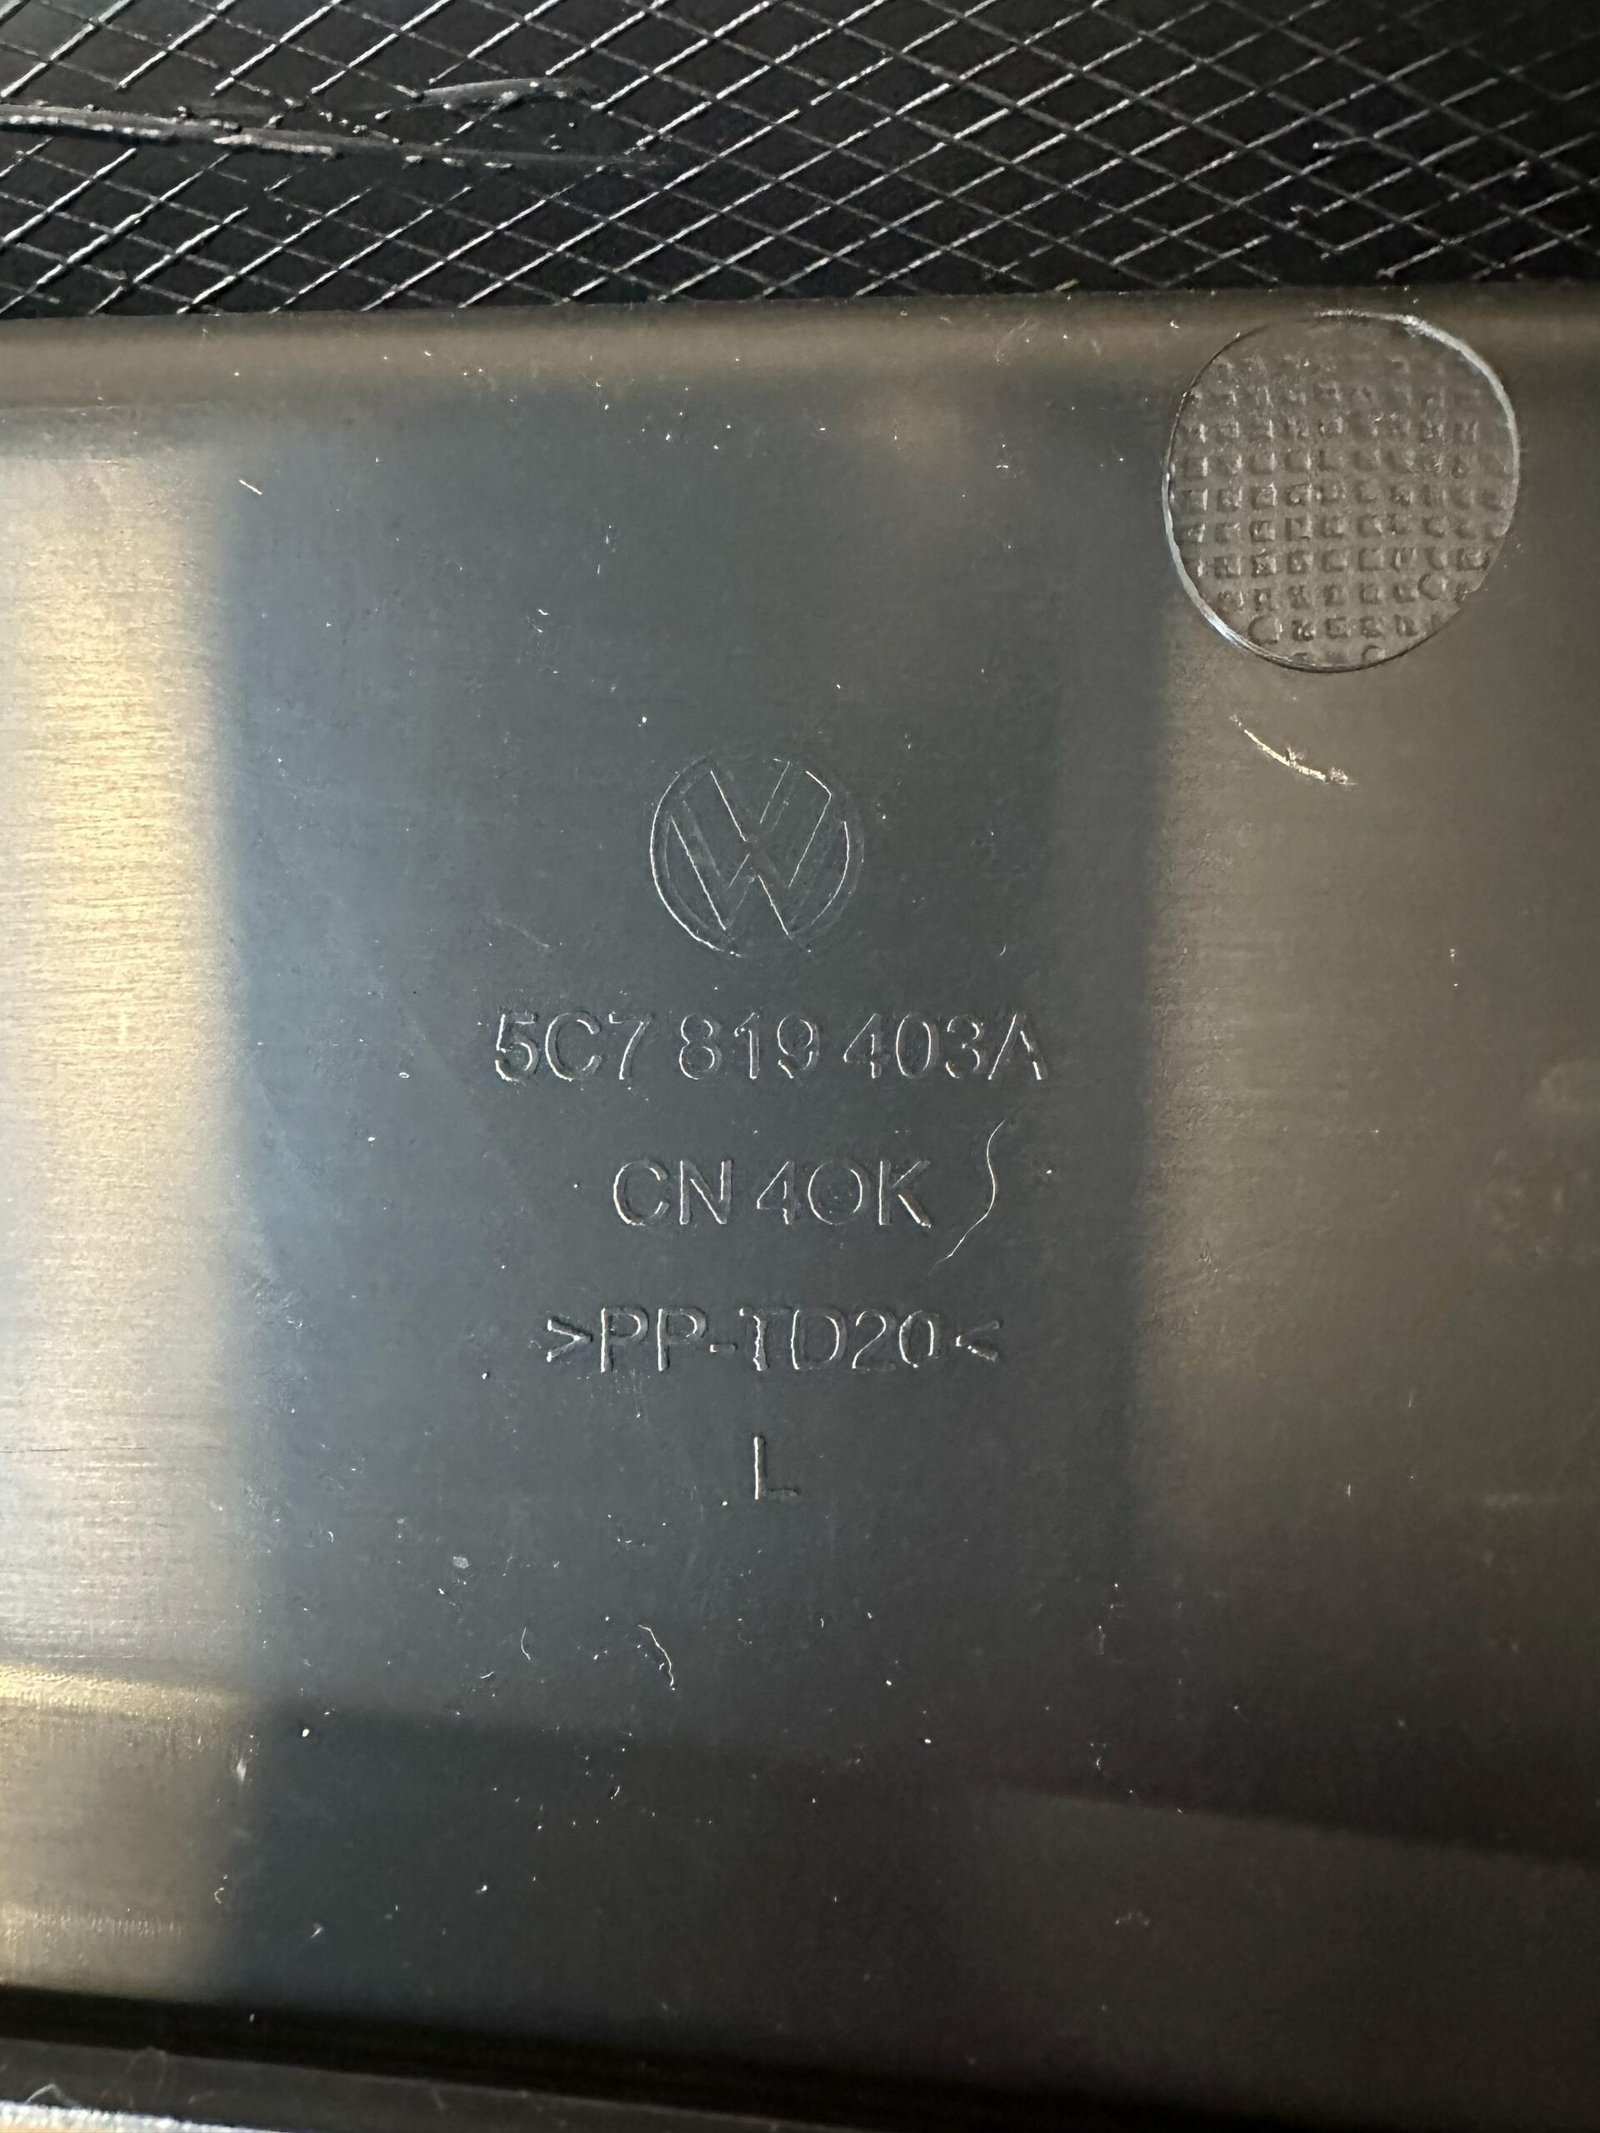 5C7 819 403A
CN 4OK
>PP-TD20<
L